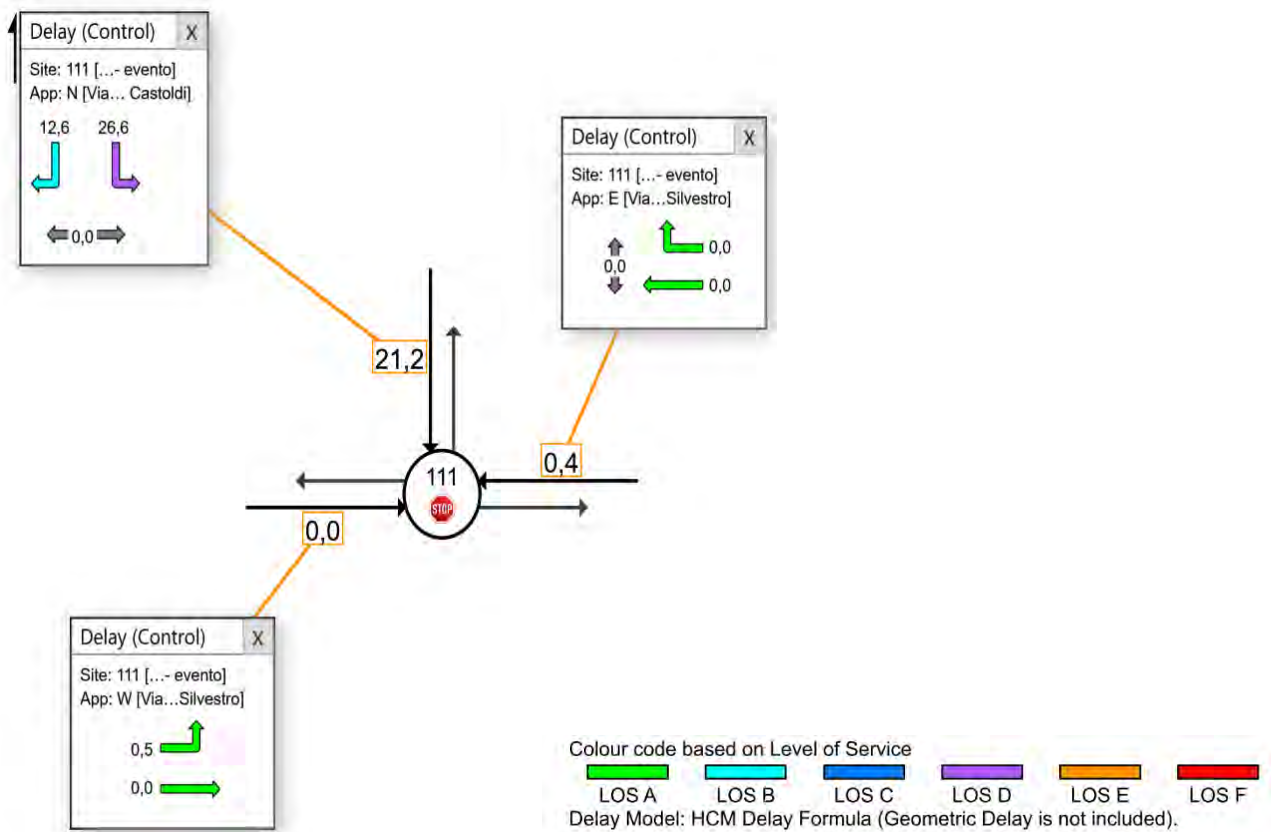 Delay (Control) X
Site: 111 [...- evento]
App: N [Via... Castoldi]
12,6 26,6
0,0
Delay (Control) X
Site: 111 [...- evento]
App: E [Via...Silvestro]
0,0
0,0
0,0
21,2
0,4
111
STOP
0,0
Delay (Control) X
Site: 111 [...- evento]
App: W [Via...Silvestro]
0,5
0,0
Colour code based on Level of Service
LOS A LOS B LOS C LOS D LOS E LOS F
Delay Model: HCM Delay Formula (Geometric Delay is not included).